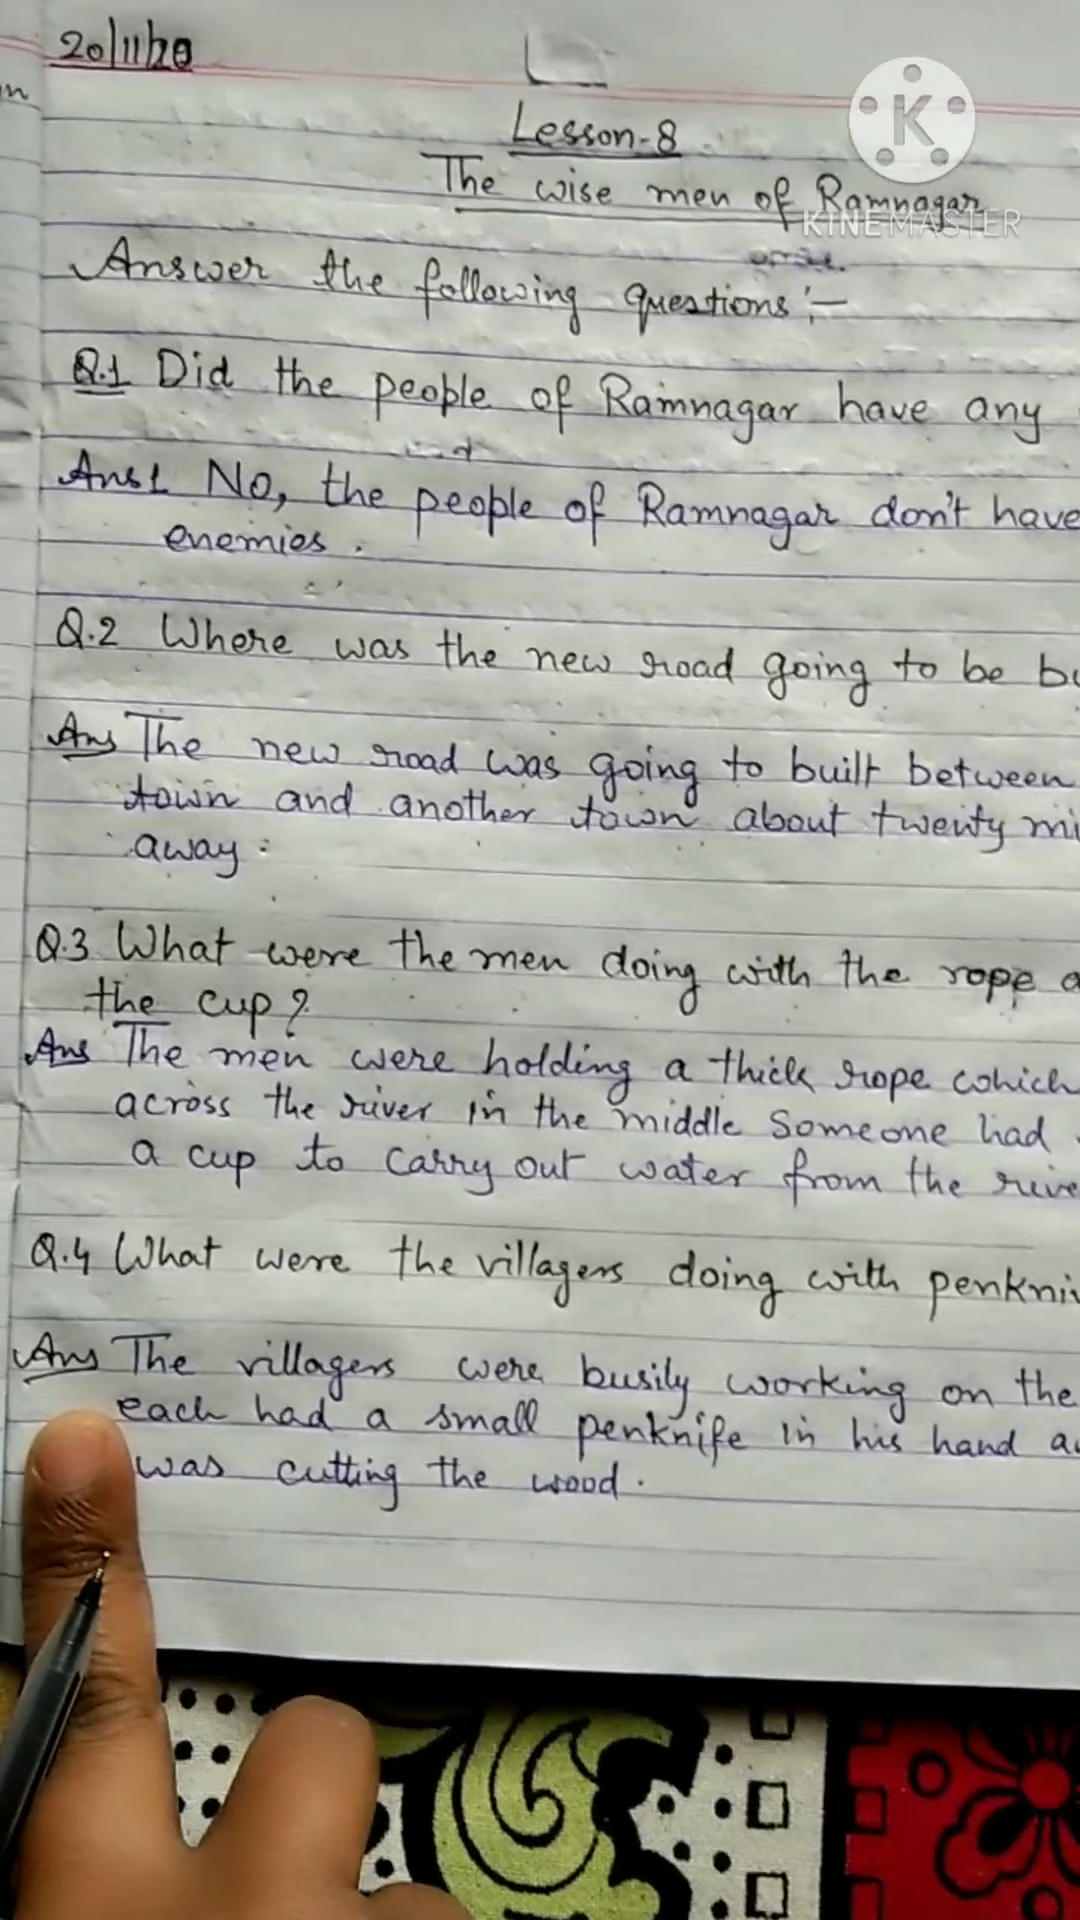 20/11/20
Lesson-8
The wise men of Ramnagar
KINEMASTER
Answer the following questions:-
Q.1 Did the people of Ramnagar have any
Ans1 No, the people of Ramnagar don't have
enemies.
Q.2 Where was the new road going to be
Ans The new road was going to built between
town and another town about twenty mi
away.
Q.3 What were the men doing with the rope
the cup?
Ans The men were holding a thick rope which
across the river in the middle someone had
a cup to carry out water from the rive
Q.4 What were the villagers doing with penkni
Ans The villagers were busily working on the
each had a small penknife in his hand
was cutting the wood.